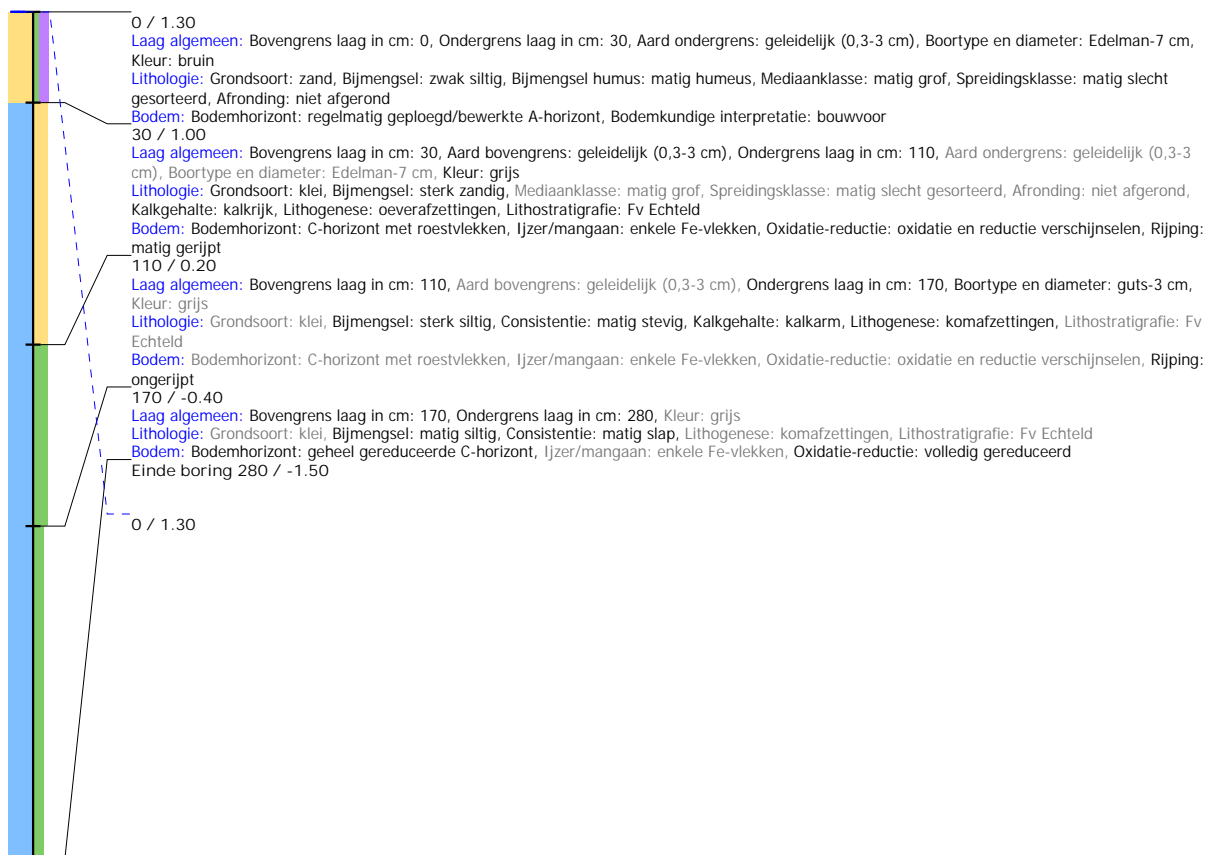 0 / 1.30
Laag algemeen: Bovengrens laag in cm: 0, Ondergrens laag in cm: 30, Aard ondergrens: geleidelijk (0,3-3 cm), Boortype en diameter: Edelman-7 cm,
Kleur: bruin
Lithologie: Grondsoort: zand, Bijmengsel: zwak siltig, Bijmengsel humus: matig humeus, Mediaanklasse: matig grof, Spreidingsklasse: matig slecht
gesorteerd, Afronding: niet afgerond
Bodem: Bodemhorizont: regelmatig geploegd/bewerkte A-horizont, Bodemkundige interpretatie: bouwvoor
30 / 1.00
Laag algemeen: Bovengrens laag in cm: 30, Aard bovengrens: geleidelijk (0,3-3 cm), Ondergrens laag in cm: 110, Aard ondergrens: geleidelijk (0,3-3
cm), Boortype en diameter: Edelman-7 cm, Kleur: grijs
Lithologie: Grondsoort: klei, Bijmengsel: sterk zandig, Mediaanklasse: matig grof, Spreidingsklasse: matig slecht gesorteerd, Afronding: niet afgerond,
Kalkgehalte: kalkrijk, Lithogenese: oeverafzettingen, Lithostratigrafie: Fv Echteld
Bodem: Bodemhorizont: C-horizont met roestvlekken, Ijzer/mangaan: enkele Fe-vlekken, Oxidatie-reductie: oxidatie en reductie verschijnselen, Rijping:
matig gerijpt
110 / 0.20
Laag algemeen: Bovengrens laag in cm: 110, Aard bovengrens: geleidelijk (0,3-3 cm), Ondergrens laag in cm: 170, Boortype en diameter: guts-3 cm,
Kleur: grijs
Lithologie: Grondsoort: klei, Bijmengsel: sterk siltig, Consistentie: matig stevig, Kalkgehalte: kalkarm, Lithogenese: komafzettingen, Lithostratigrafie: Fv
Echteld
Bodem: Bodemhorizont: C-horizont met roestvlekken, Ijzer/mangaan: enkele Fe-vlekken, Oxidatie-reductie: oxidatie en reductie verschijnselen, Rijping:
ongerijpt
170 / -0.40
Laag algemeen: Bovengrens laag in cm: 170, Ondergrens laag in cm: 280, Kleur: grijs
Lithologie: Grondsoort: klei, Bijmengsel: matig siltig, Consistentie: matig slap, Lithogenese: komafzettingen, Lithostratigrafie: Fv Echteld
Bodem: Bodemhorizont: geheel gereduceerde C-horizont, Ijzer/mangaan: enkele Fe-vlekken, Oxidatie-reductie: volledig gereduceerd
Einde boring 280 / -1.50
0 / 1.30